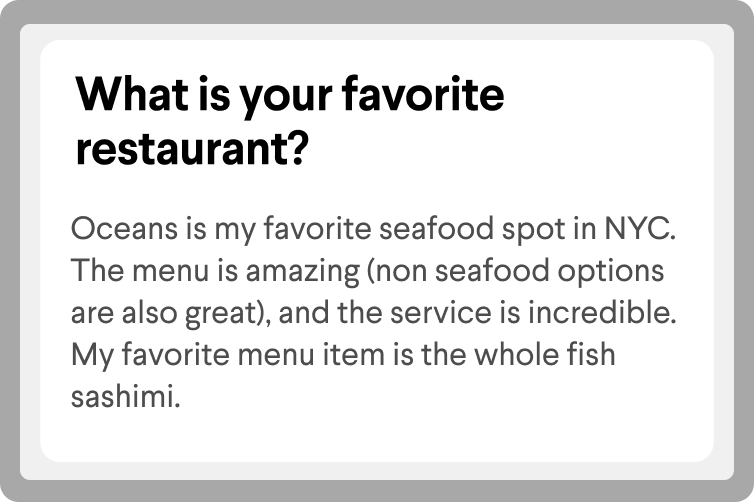 What is your favorite
restaurant?
Oceans is my favorite seafood spot in NYC.
The menu is amazing (non seafood options
are also great), and the service is incredible.
My favorite menu item is the whole fish
sashimi.